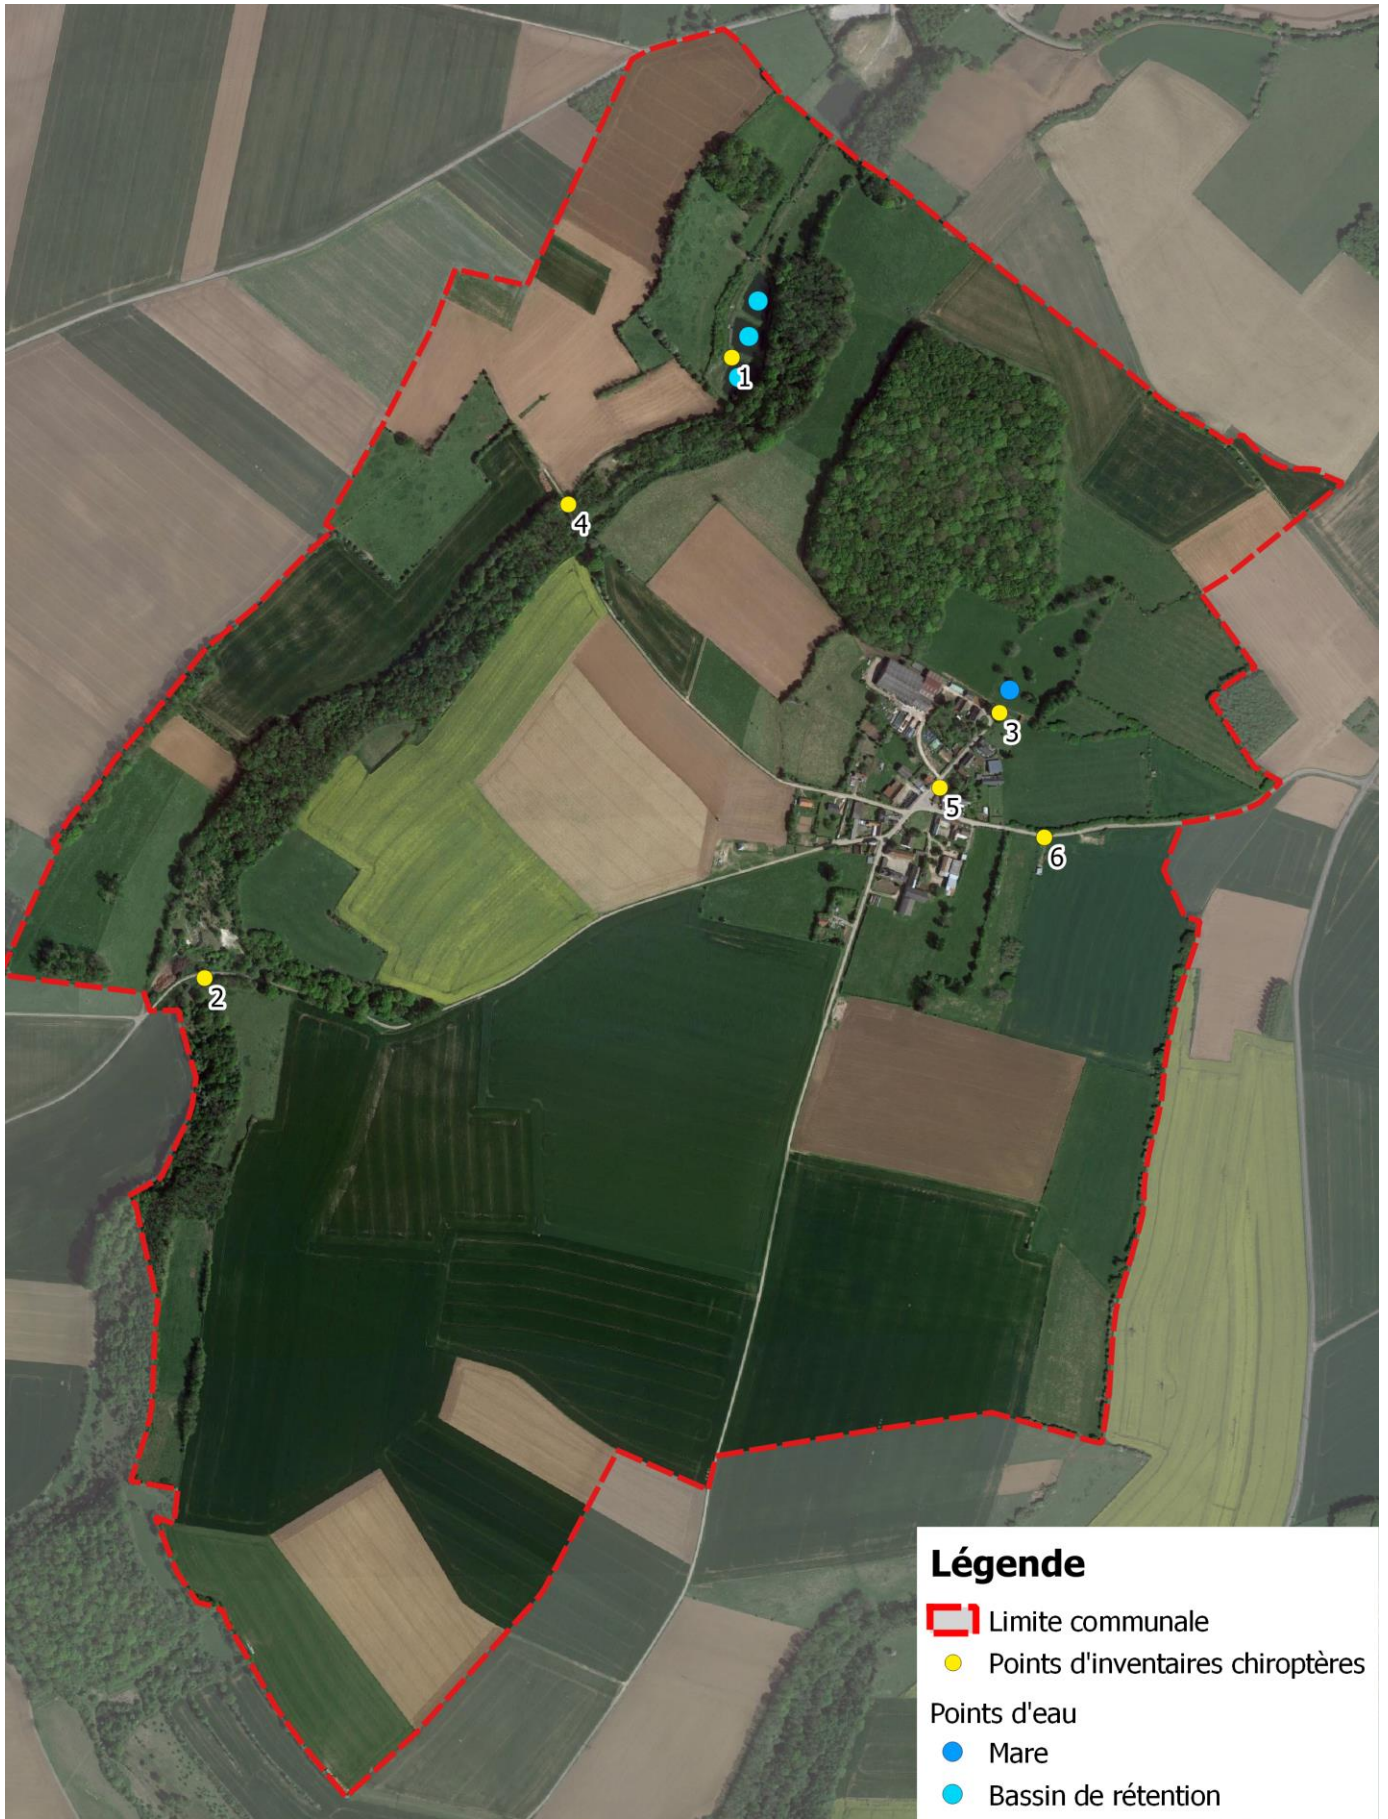 1
4
3
5
6
2
Légende
Limite communale
Points d'inventaires chiroptères
Points d'eau
Mare
Bassin de rétention